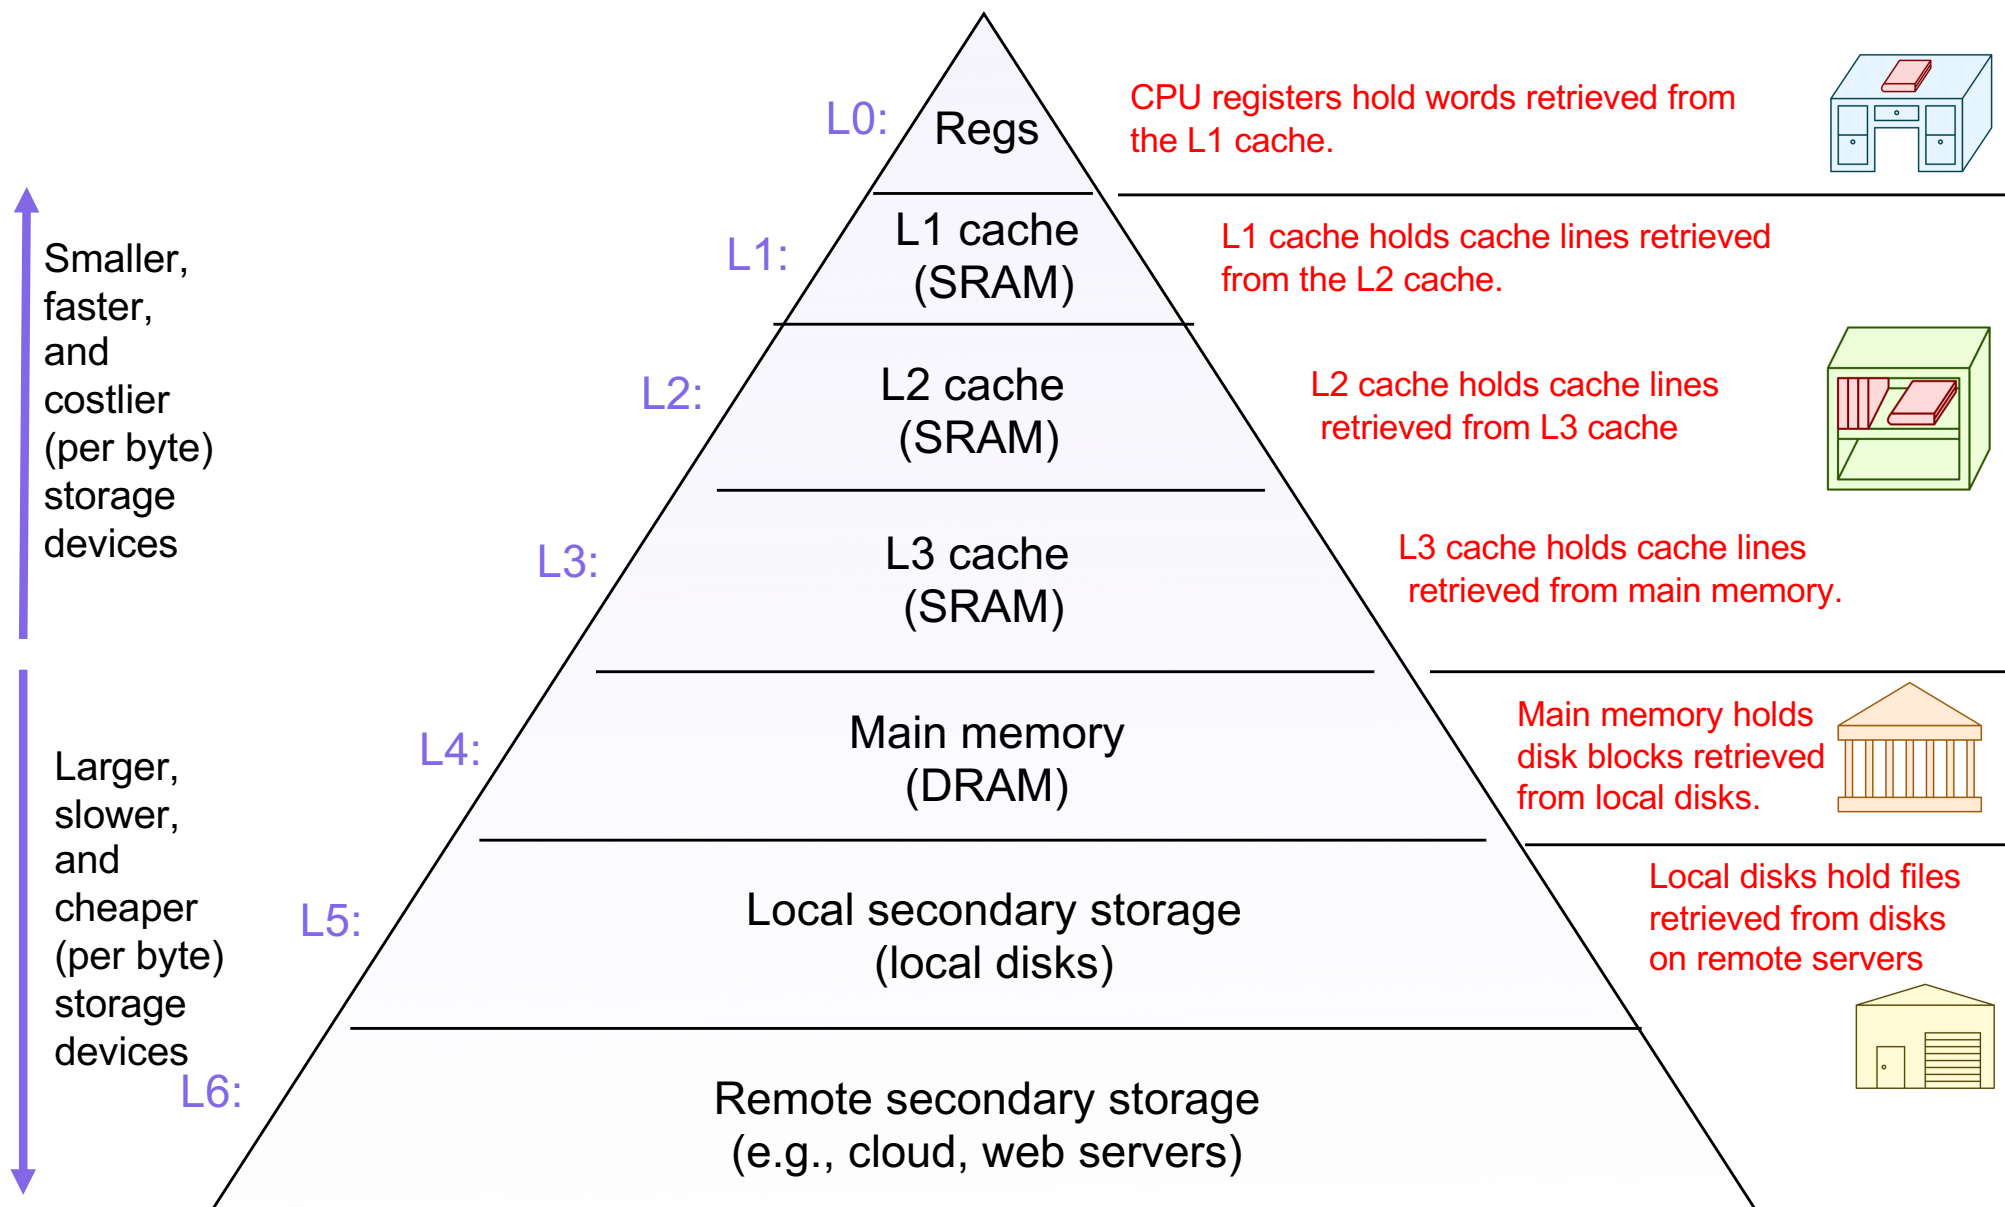 L0:
Regs
CPU registers hold words retrieved from
the L1 cache.
L1:
L1 cache
(SRAM)
L1 cache holds cache lines retrieved
from the L2 cache.
Smaller,
faster,
and
costlier
(per byte)
storage
devices
L2:
L2 cache
(SRAM)
L2 cache holds cache lines
retrieved from L3 cache
L3:
L3 cache
(SRAM)
L3 cache holds cache lines
retrieved from main memory.
L4:
Main memory
(DRAM)
Main memory holds
disk blocks retrieved
from local disks.
Larger,
slower,
and
cheaper
(per byte)
storage
devices
L5:
Local secondary storage
(local disks)
Local disks hold files
retrieved from disks
on remote servers
L6:
Remote secondary storage
(e.g., cloud, web servers)